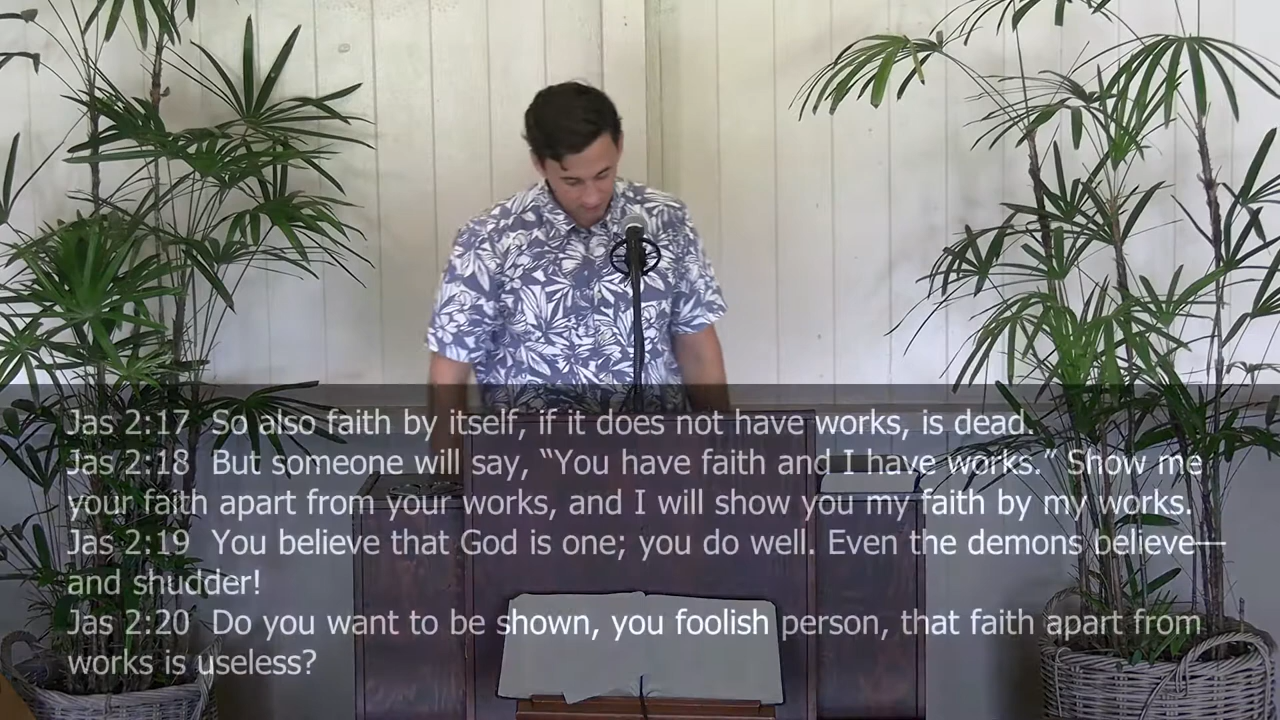 Jas 2:17  So also faith by itself, if it does not have works, is dead.
Jas 2:18  But someone will say, “You have faith and I have works.” Show me
your faith apart from your works, and I will show you my faith by my works.
Jas 2:19  You believe that God is one; you do well. Even the demons believe—
and shudder!
Jas 2:20  Do you want to be shown, you foolish person, that faith apart from
works is useless?